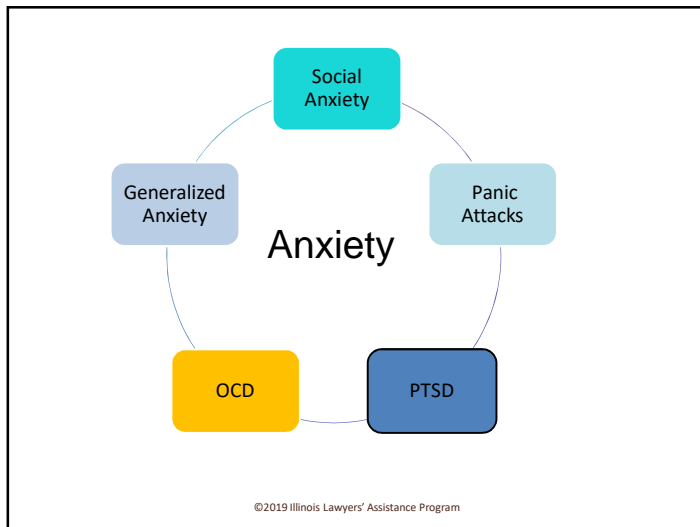 Social
Anxiety
Generalized
Anxiety
Panic
Attacks
Anxiety
OCD
PTSD
©2019 Illinois Lawyers’ Assistance Program